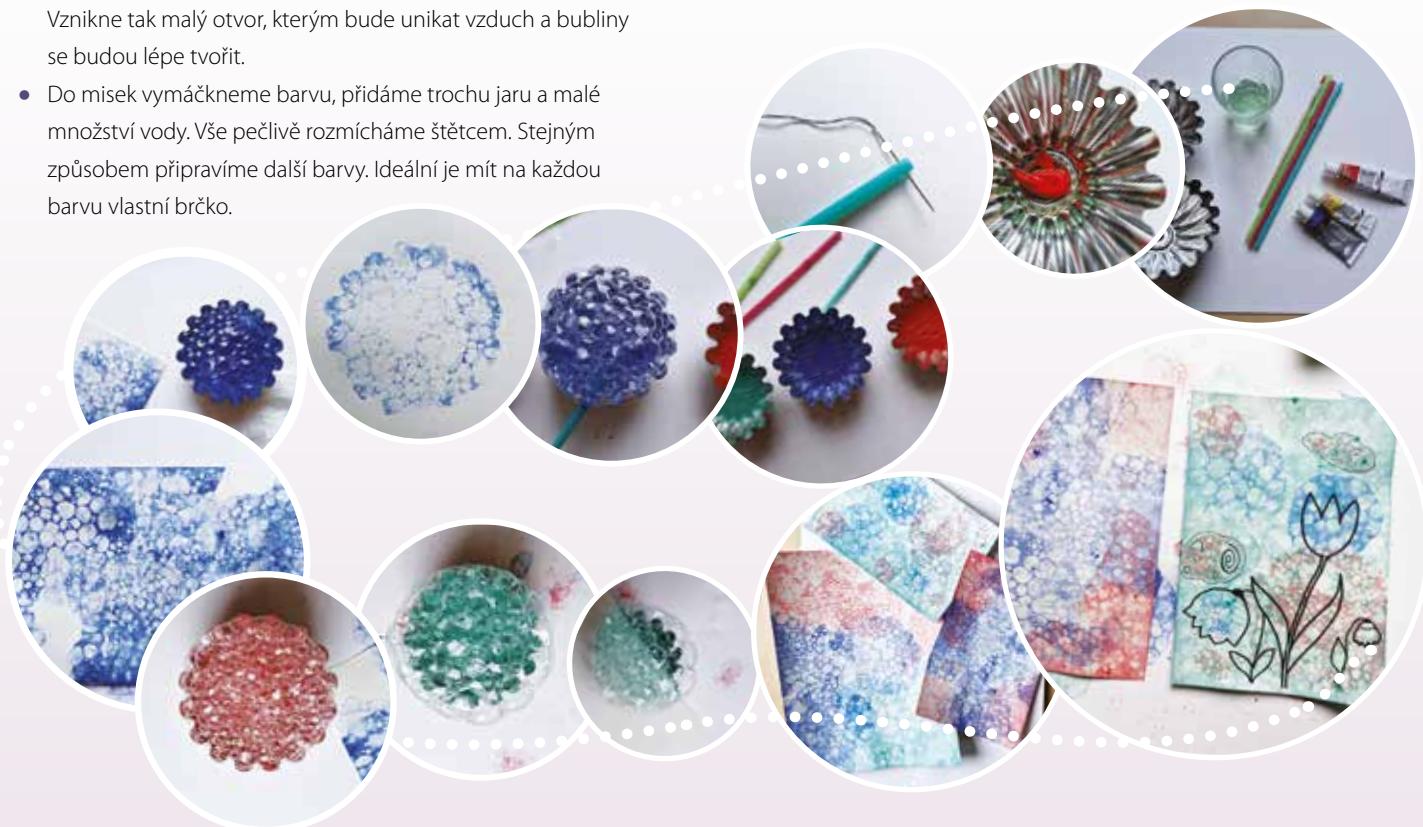 Vznikne tak malý otvor, kterým bude unikat vzduch a bubliny
se budou lépe tvořit.
• Do misek vymáčkneme barvu, přidáme trochu jaru a malé
množství vody. Vše pečlivě rozmícháme štětcem. Stejným
způsobem připravíme další barvy. Ideální je mít na každou
barvu vlastní brčko.